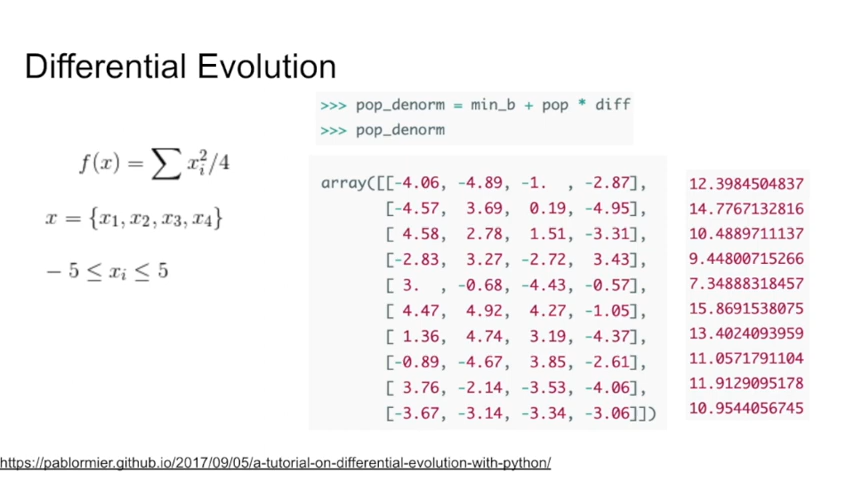 Differential Evolution
f(x) = ∑ x_i^2/4
x = {x_1, x_2, x_3, x_4}
− 5 ≤ x_i ≤ 5
>>> pop_denorm = min_b + pop * diff
>>> pop_denorm
array([[-4.06, -4.89, -1. , -2.87],
[-4.57, 3.69, 0.19, -4.95],
[ 4.58, 2.78, 1.51, -3.31],
[-2.83, 3.27, -2.72, 3.43],
[ 3. , -0.68, -4.43, -0.57],
[ 4.47, 4.92, 4.27, -1.05],
[ 1.36, 4.74, 3.19, -4.37],
[-0.89, -4.67, 3.85, -2.61],
[ 3.76, -2.14, -3.53, -4.06],
[-3.67, -3.14, -3.34, -3.06]])
12.3984504837
14.7767132816
10.4889711137
9.44800715266
7.34888318457
15.8691538075
13.4024093959
11.0571791104
11.9129095178
10.9544056745
https://pablormier.github.io/2017/09/05/a-tutorial-on-differential-evolution-with-python/